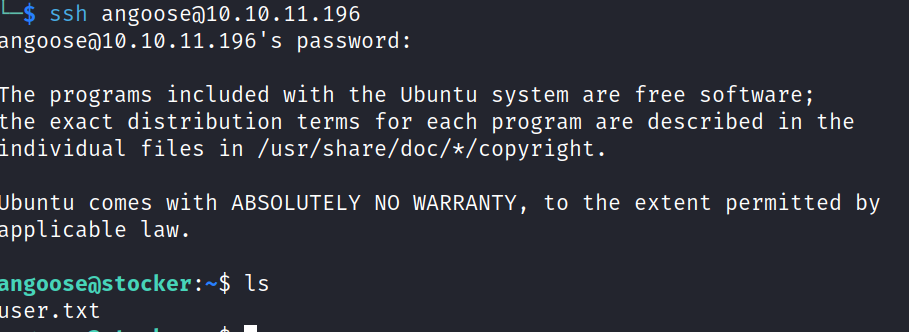 └─$ ssh angoose@10.10.11.196
angoose@10.10.11.196's password:
The programs included with the Ubuntu system are free software;
the exact distribution terms for each program are described in the
individual files in /usr/share/doc/*/copyright.
Ubuntu comes with ABSOLUTELY NO WARRANTY, to the extent permitted by
applicable law.
angoose@stocker:~$ ls
user.txt
angoose@stocker:~$